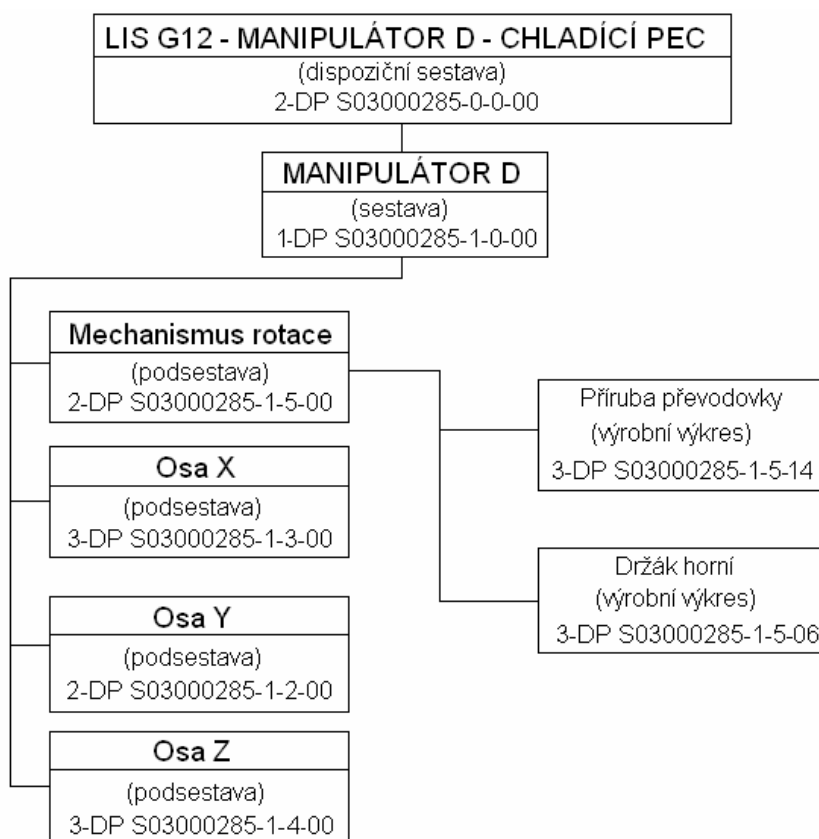 LIS G12 - MANIPULÁTOR D - CHLADÍCÍ PEC
(dispoziční sestava)
2-DP S03000285-0-0-00
MANIPULÁTOR D
(sestava)
1-DP S03000285-1-0-00
Mechanismus rotace
(podsestava)
2-DP S03000285-1-5-00
Osa X
(podsestava)
3-DP S03000285-1-3-00
Osa Y
(podsestava)
2-DP S03000285-1-2-00
Osa Z
(podsestava)
3-DP S03000285-1-4-00
Příruba převodovky
(výrobní výkres)
3-DP S03000285-1-5-14
Držák horní
(výrobní výkres)
3-DP S03000285-1-5-06